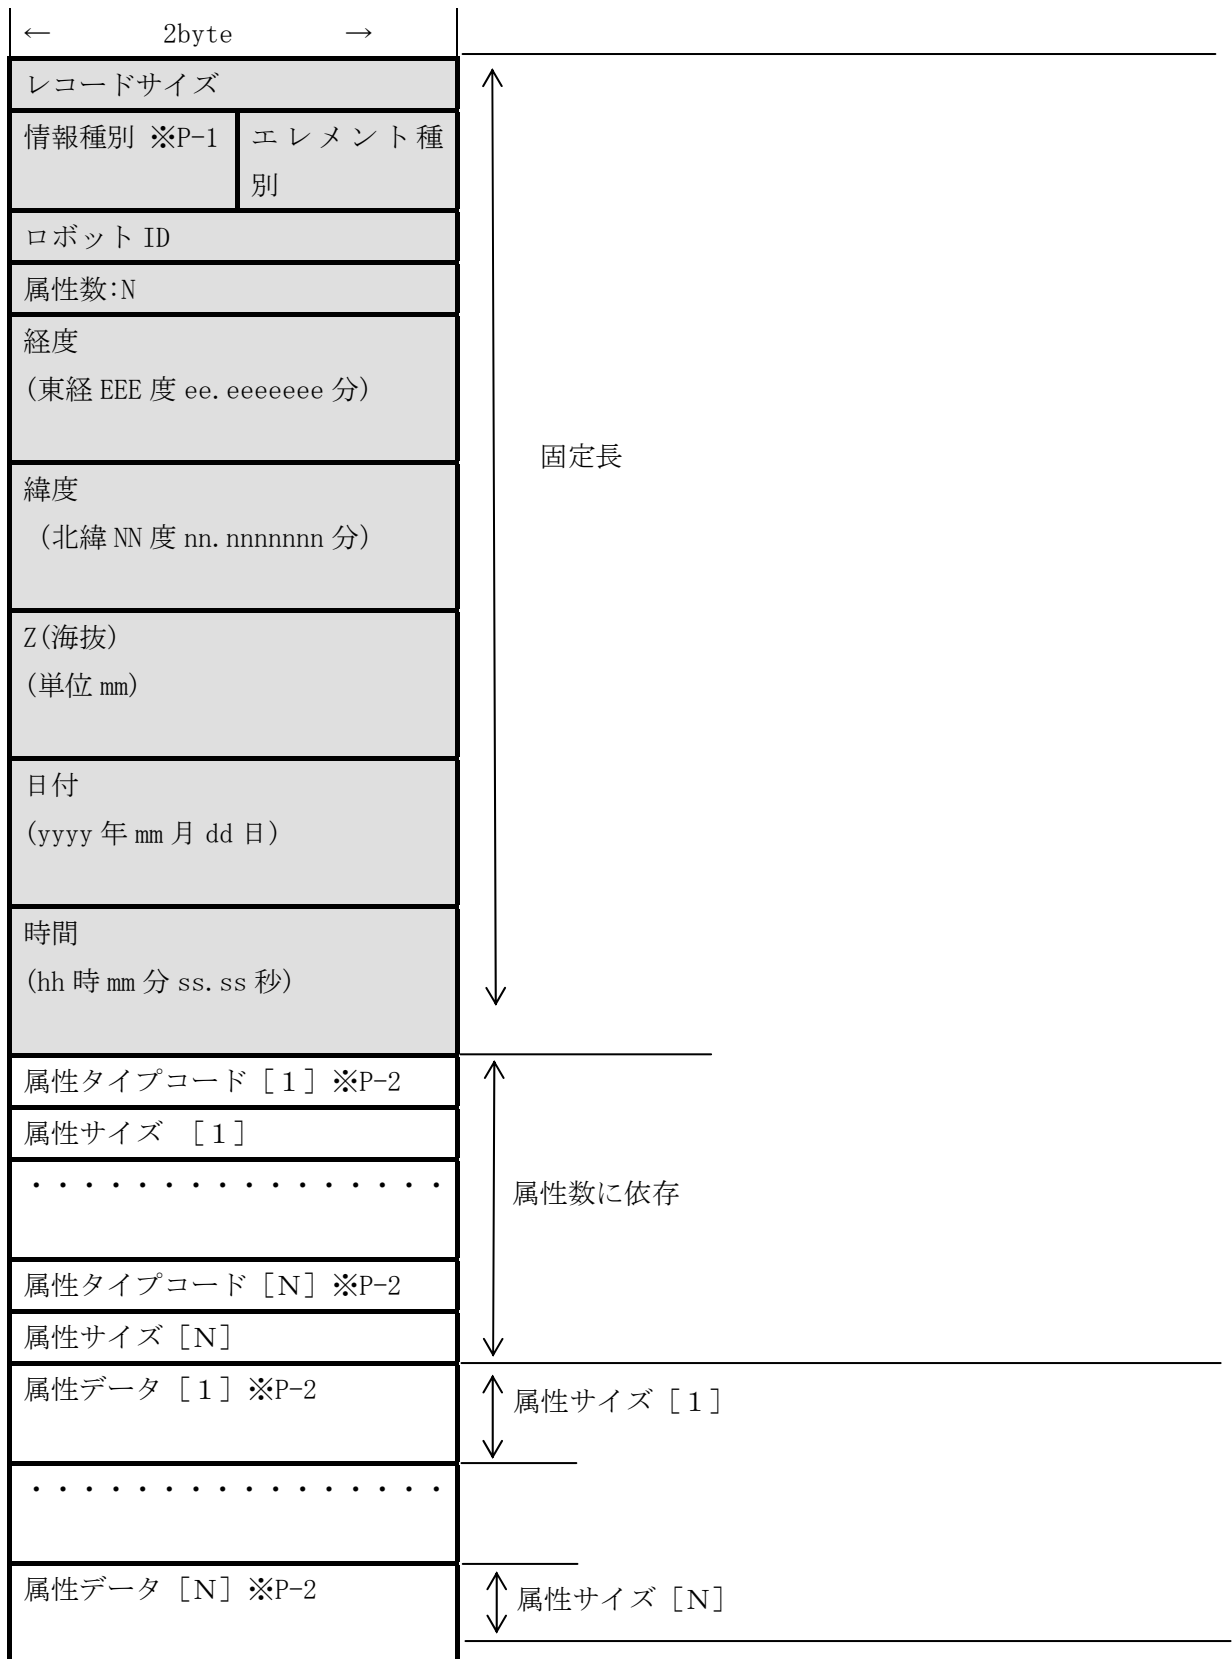 ← 2byte →
レコードサイズ
情報種別 ※P-1
エレメント種
別
ロボット ID
属性数:N
経度
(東経 EEE 度 ee.eeeeeee 分)
固定長
緯度
(北緯 NN 度 nn.nnnnnnn 分)
Z(海抜)
(単位 mm)
日付
(yyyy 年 mm 月 dd 日)
時間
(hh 時 mm 分 ss.ss 秒)
属性タイプコード［１］※P-2
属性サイズ ［１］
・・・・・・・・・・・・・・・・
属性数に依存
属性タイプコード［Ｎ］※P-2
属性サイズ［Ｎ］
属性データ［１］※P-2
属性サイズ［１］
・・・・・・・・・・・・・・・・
属性データ［Ｎ］※P-2
属性サイズ［Ｎ］